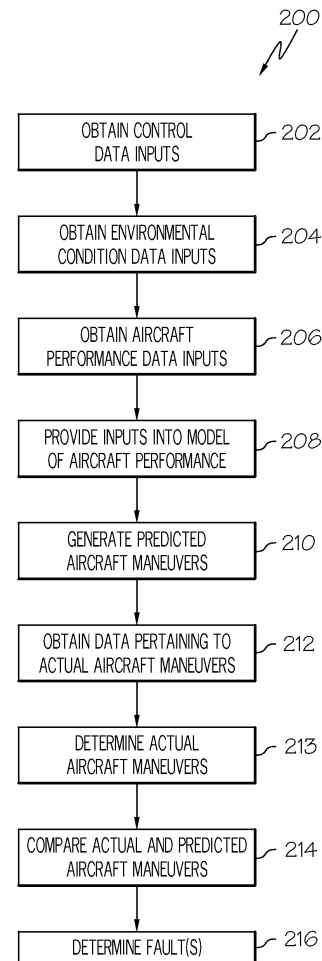 200
OBTAIN CONTROL
DATA INPUTS
202
OBTAIN ENVIRONMENTAL
CONDITION DATA INPUTS
204
OBTAIN AIRCRAFT
PERFORMANCE DATA INPUTS
206
PROVIDE INPUTS INTO MODEL
OF AIRCRAFT PERFORMANCE
208
GENERATE PREDICTED
AIRCRAFT MANEUVERS
210
OBTAIN DATA PERTAINING TO
ACTUAL AIRCRAFT MANEUVERS
212
DETERMINE ACTUAL
AIRCRAFT MANEUVERS
213
COMPARE ACTUAL AND PREDICTED
AIRCRAFT MANEUVERS
214
DETERMINE FAULT(S)
216